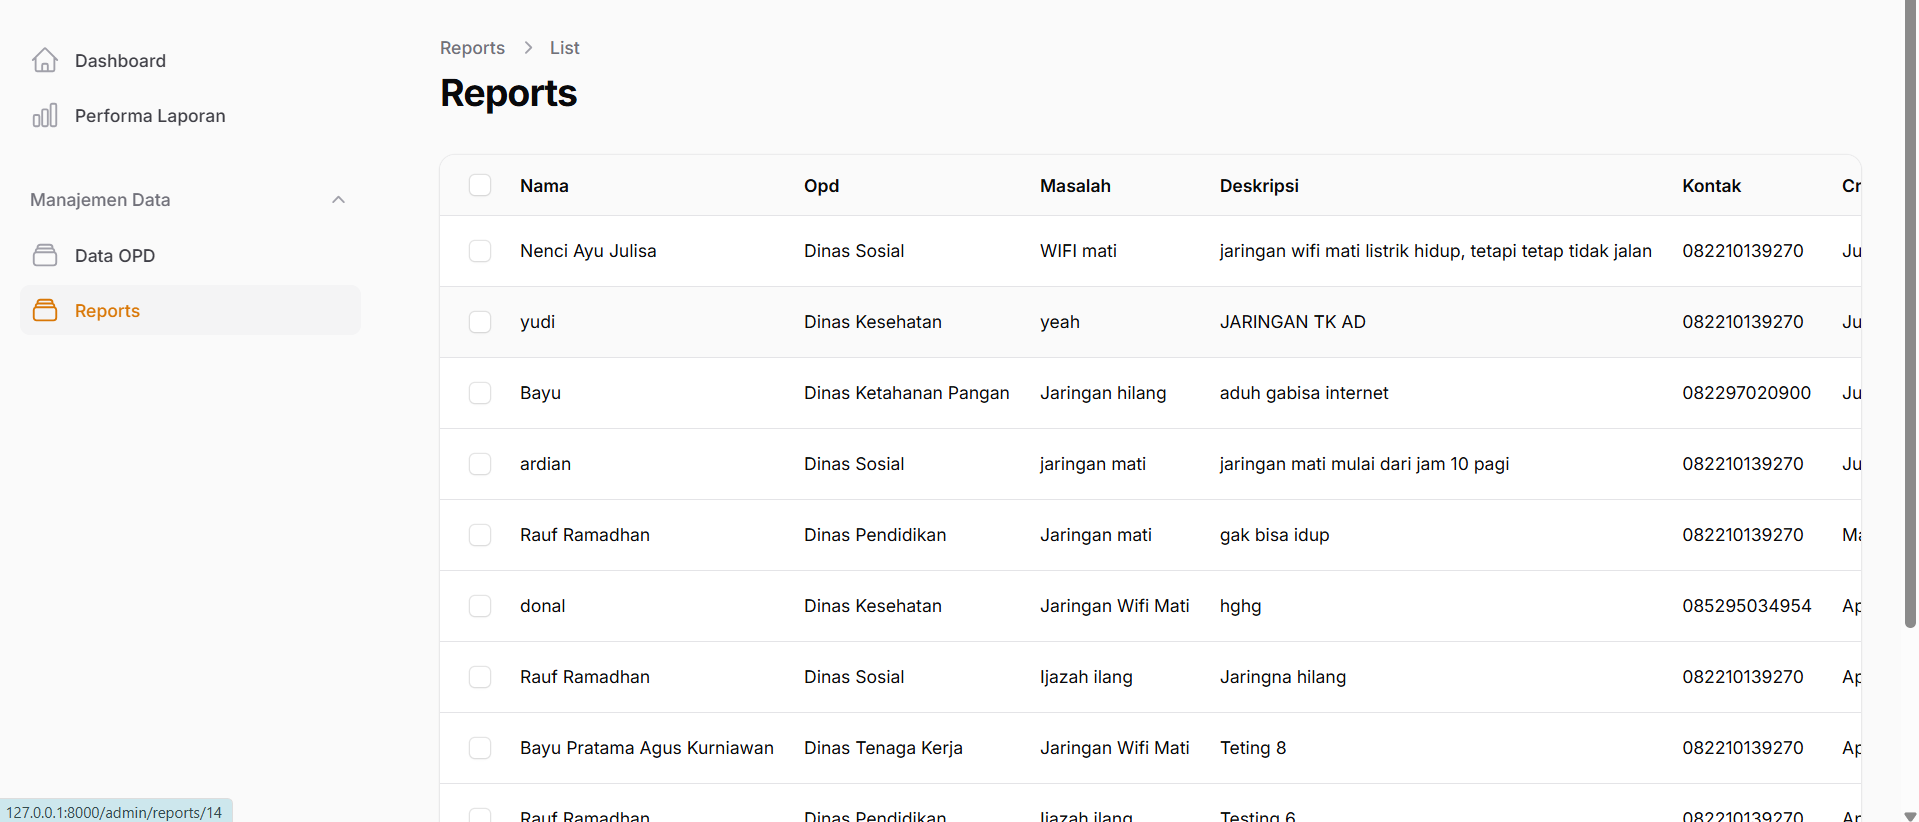 Dashboard
Performa Laporan
Manajemen Data
Data OPD
Reports
Reports > List
Reports
Nama Opd Masalah Deskripsi Kontak Cr
Nenci Ayu Julisa Dinas Sosial WIFI mati jaringan wifi mati listrik hidup, tetapi tetap tidak jalan 082210139270 Ju
yudi Dinas Kesehatan yeah JARINGAN TK AD 082210139270 Ju
Bayu Dinas Ketahanan Pangan Jaringan hilang aduh gabisa internet 082297020900 Ju
ardian Dinas Sosial jaringan mati jaringan mati mulai dari jam 10 pagi 082210139270 Ju
Rauf Ramadhan Dinas Pendidikan Jaringan mati gak bisa idup 082210139270 Ma
donal Dinas Kesehatan Jaringan Wifi Mati hghg 085295034954 Ap
Rauf Ramadhan Dinas Sosial Ijazah ilang Jaringna hilang 082210139270 Ap
Bayu Pratama Agus Kurniawan Dinas Tenaga Kerja Jaringan Wifi Mati Teting 8 082210139270 Ap
Rauf Ramadhan Dinas Pendidikan Ijazah ilang Testing 6 082210139270 Ap
127.0.0.1:8000/admin/reports/14